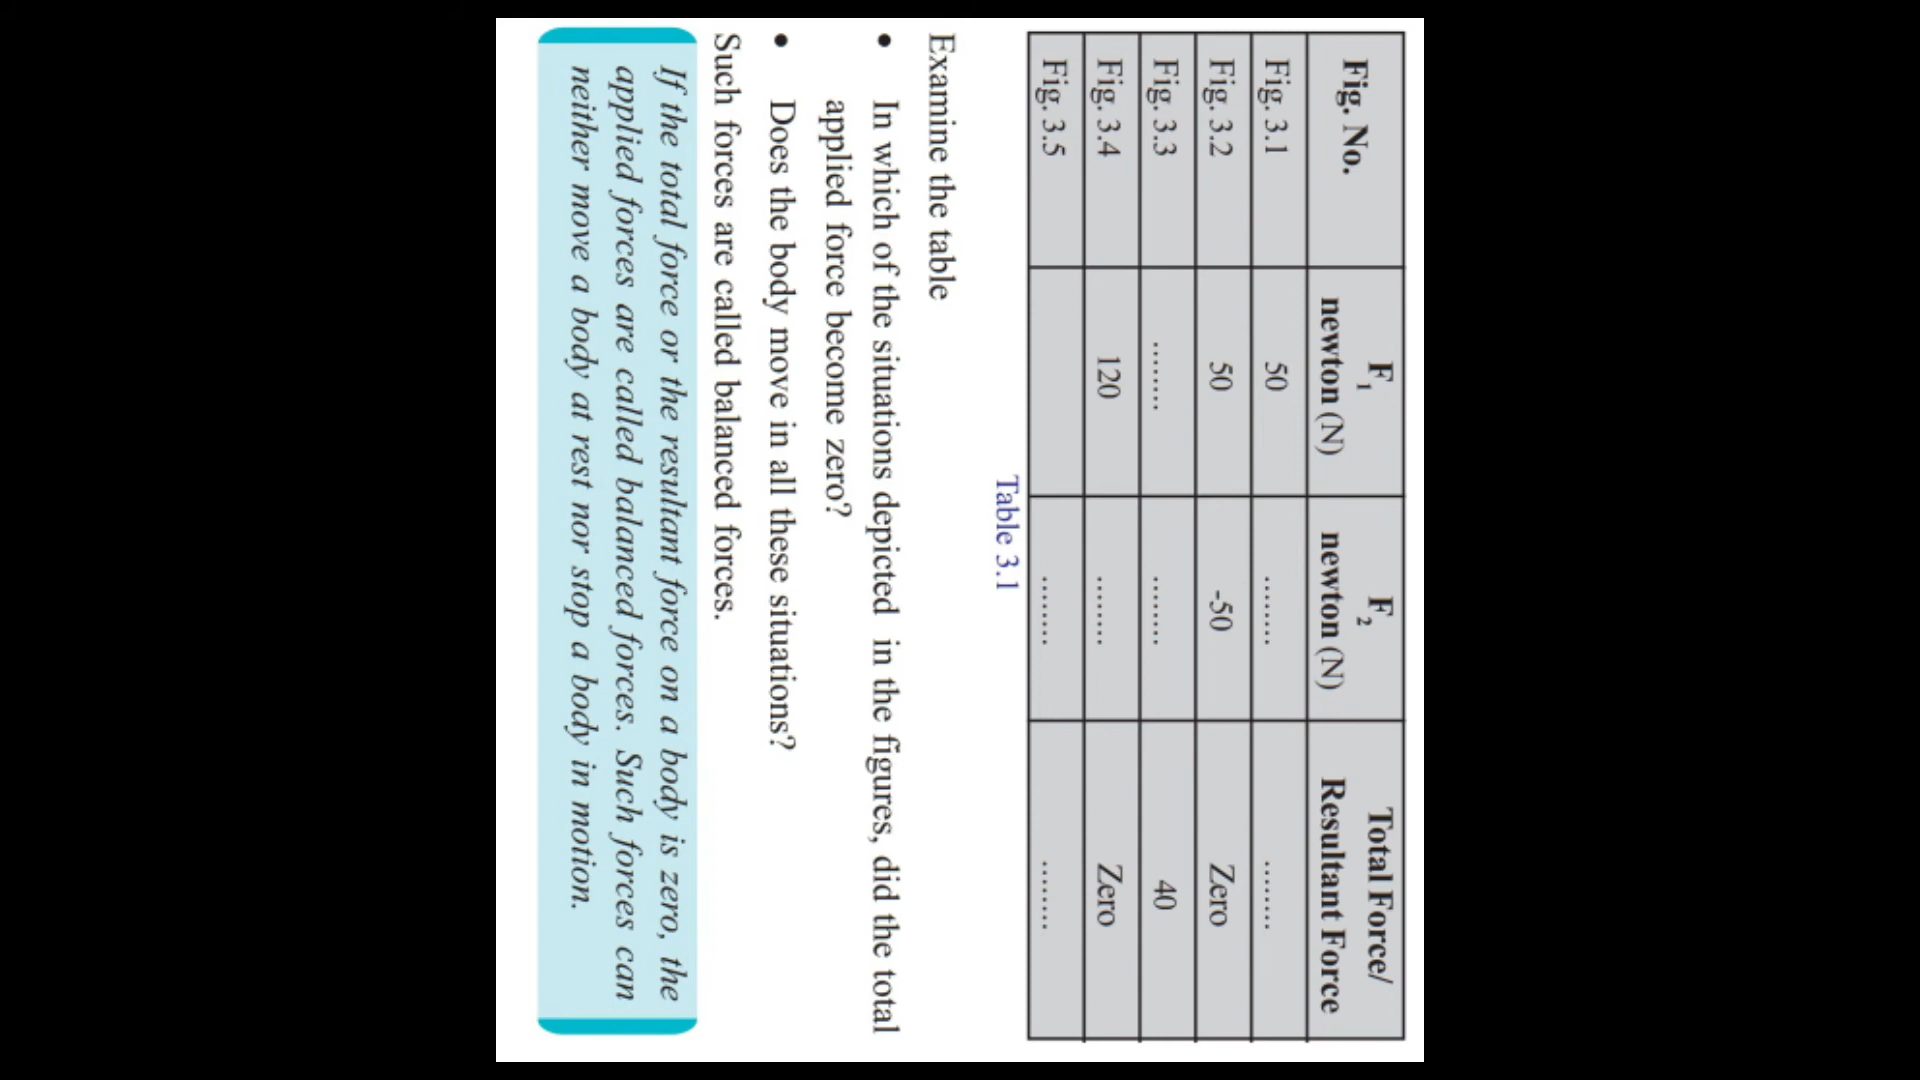 Fig. No. F1 newton (N) F2 newton (N) Total Force/ Resultant Force
Fig. 3.1 50 ........ ........
Fig. 3.2 50 -50 Zero
Fig. 3.3 ........ ........ 40
Fig. 3.4 120 ........ Zero
Fig. 3.5 ........ ........
Table 3.1
Examine the table
• In which of the situations depicted in the figures, did the total
applied force become zero?
• Does the body move in all these situations?
Such forces are called balanced forces.
If the total force or the resultant force on a body is zero, the
applied forces are called balanced forces. Such forces can
neither move a body at rest nor stop a body in motion.